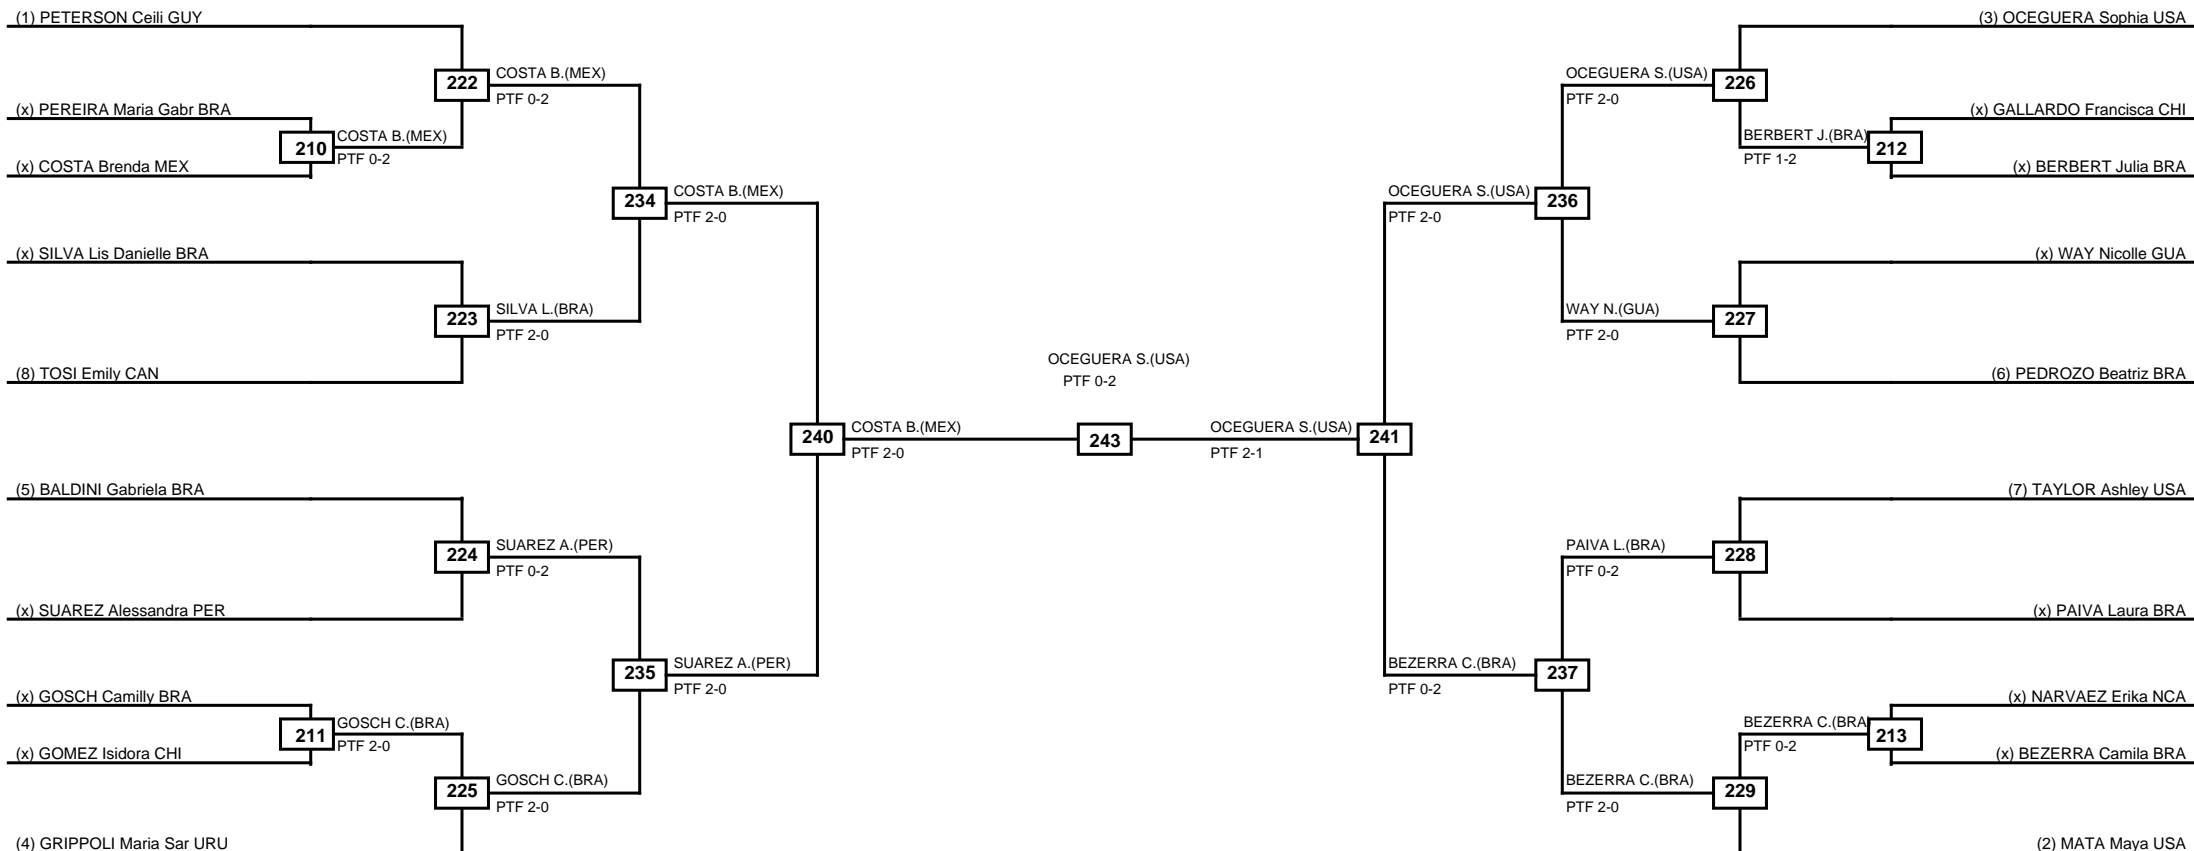 (1) PETERSON Ceili GUY
222
COSTA B.(MEX)
PTF 0-2
(x) PEREIRA Maria Gabr BRA
210
COSTA B.(MEX)
PTF 0-2
(x) COSTA Brenda MEX
234
COSTA B.(MEX)
PTF 2-0
(x) SILVA Lis Danielle BRA
223
SILVA L.(BRA)
PTF 2-0
(8) TOSI Emily CAN
240
COSTA B.(MEX)
PTF 2-0
(5) BALDINI Gabriela BRA
224
SUAREZ A.(PER)
PTF 0-2
(x) SUAREZ Alessandra PER
235
SUAREZ A.(PER)
PTF 2-0
(x) GOSCH Camilly BRA
211
GOSCH C.(BRA)
PTF 2-0
(x) GOMEZ Isidora CHI
225
GOSCH C.(BRA)
PTF 2-0
(4) GRIPPOLI Maria Sar URU
OCEGUERA S.(USA)
PTF 0-2
243
(3) OCEGUERA Sophia USA
OCEGUERA S.(USA)
PTF 2-0
226
(x) GALLARDO Francisca CHI
BERBERT J.(BRA)
PTF 1-2
212
(x) BERBERT Julia BRA
OCEGUERA S.(USA)
PTF 2-0
236
(x) WAY Nicolle GUA
WAY N.(GUA)
PTF 2-0
227
(6) PEDROZO Beatriz BRA
OCEGUERA S.(USA)
PTF 2-1
241
(7) TAYLOR Ashley USA
PAIVA L.(BRA)
PTF 0-2
228
(x) PAIVA Laura BRA
BEZERRA C.(BRA)
PTF 0-2
237
(x) NARVAEZ Erika NCA
BEZERRA C.(BRA)
PTF 0-2
213
(x) BEZERRA Camila BRA
BEZERRA C.(BRA)
PTF 2-0
229
(2) MATA Maya USA